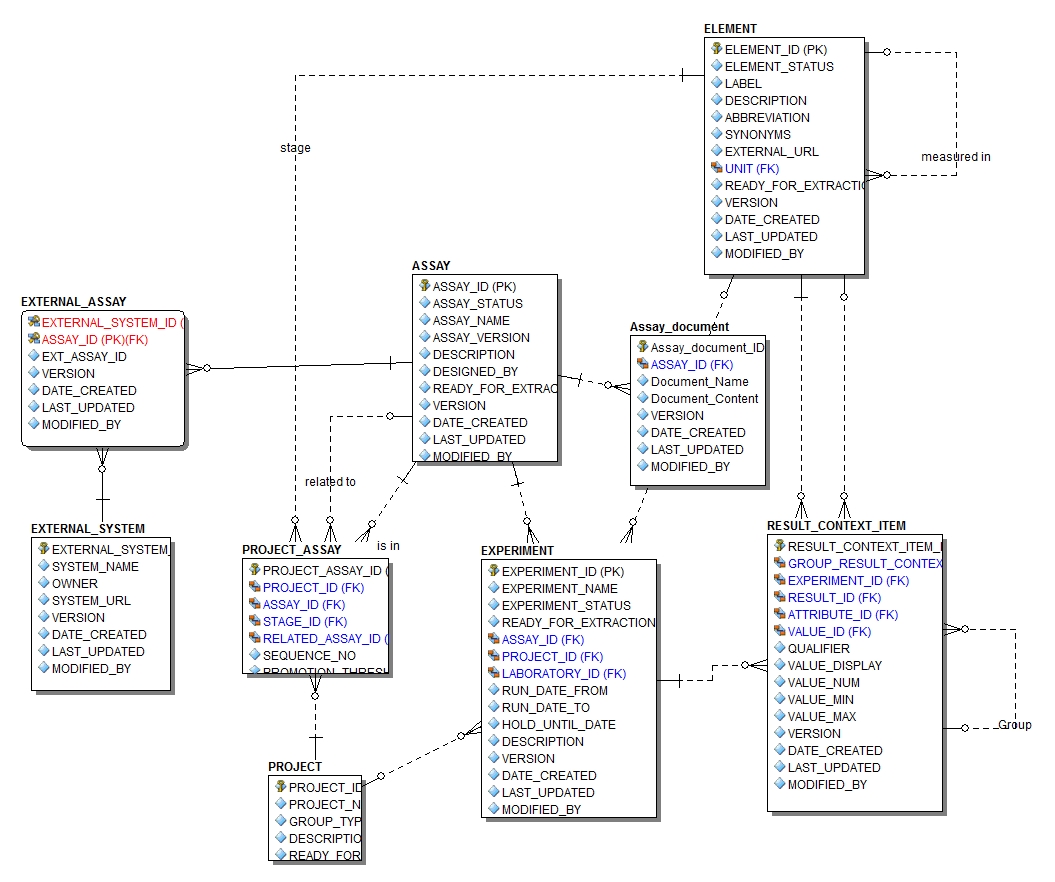 ELEMENT
ELEMENT_ID (PK)
ELEMENT_STATUS
LABEL
DESCRIPTION
ABBREVIATION
SYNONYMS
EXTERNAL_URL
UNIT (FK)
READY_FOR_EXTRACTI
VERSION
DATE_CREATED
LAST_UPDATED
MODIFIED_BY
measured in
stage
ASSAY
ASSAY_ID (PK)
ASSAY_STATUS
ASSAY_NAME
ASSAY_VERSION
DESCRIPTION
DESIGNED_BY
READY_FOR_EXTRAC
VERSION
DATE_CREATED
LAST_UPDATED
MODIFIED_BY
EXTERNAL_ASSAY
EXTERNAL_SYSTEM_ID (
ASSAY_ID (PK)(FK)
EXT_ASSAY_ID
VERSION
DATE_CREATED
LAST_UPDATED
MODIFIED_BY
Assay_document
Assay_document_ID
ASSAY_ID (FK)
Document_Name
Document_Content
VERSION
DATE_CREATED
LAST_UPDATED
MODIFIED_BY
related to
is in
EXTERNAL_SYSTEM
EXTERNAL_SYSTEM_
SYSTEM_NAME
OWNER
SYSTEM_URL
VERSION
DATE_CREATED
LAST_UPDATED
MODIFIED_BY
PROJECT_ASSAY
PROJECT_ASSAY_ID (
PROJECT_ID (FK)
ASSAY_ID (FK)
STAGE_ID (FK)
RELATED_ASSAY_ID (
SEQUENCE_NO
PROMOTION_THRESH
EXPERIMENT
EXPERIMENT_ID (PK)
EXPERIMENT_NAME
EXPERIMENT_STATUS
READY_FOR_EXTRACTION
ASSAY_ID (FK)
PROJECT_ID (FK)
LABORATORY_ID (FK)
RUN_DATE_FROM
RUN_DATE_TO
HOLD_UNTIL_DATE
DESCRIPTION
VERSION
DATE_CREATED
LAST_UPDATED
MODIFIED_BY
RESULT_CONTEXT_ITEM
RESULT_CONTEXT_ITEM_I
GROUP_RESULT_CONTEX
EXPERIMENT_ID (FK)
RESULT_ID (FK)
ATTRIBUTE_ID (FK)
VALUE_ID (FK)
QUALIFIER
VALUE_DISPLAY
VALUE_NUM
VALUE_MIN
VALUE_MAX
VERSION
DATE_CREATED
LAST_UPDATED
MODIFIED_BY
Group
PROJECT
PROJECT_ID
PROJECT_N
GROUP_TYP
DESCRIPTIO
READY_FOR